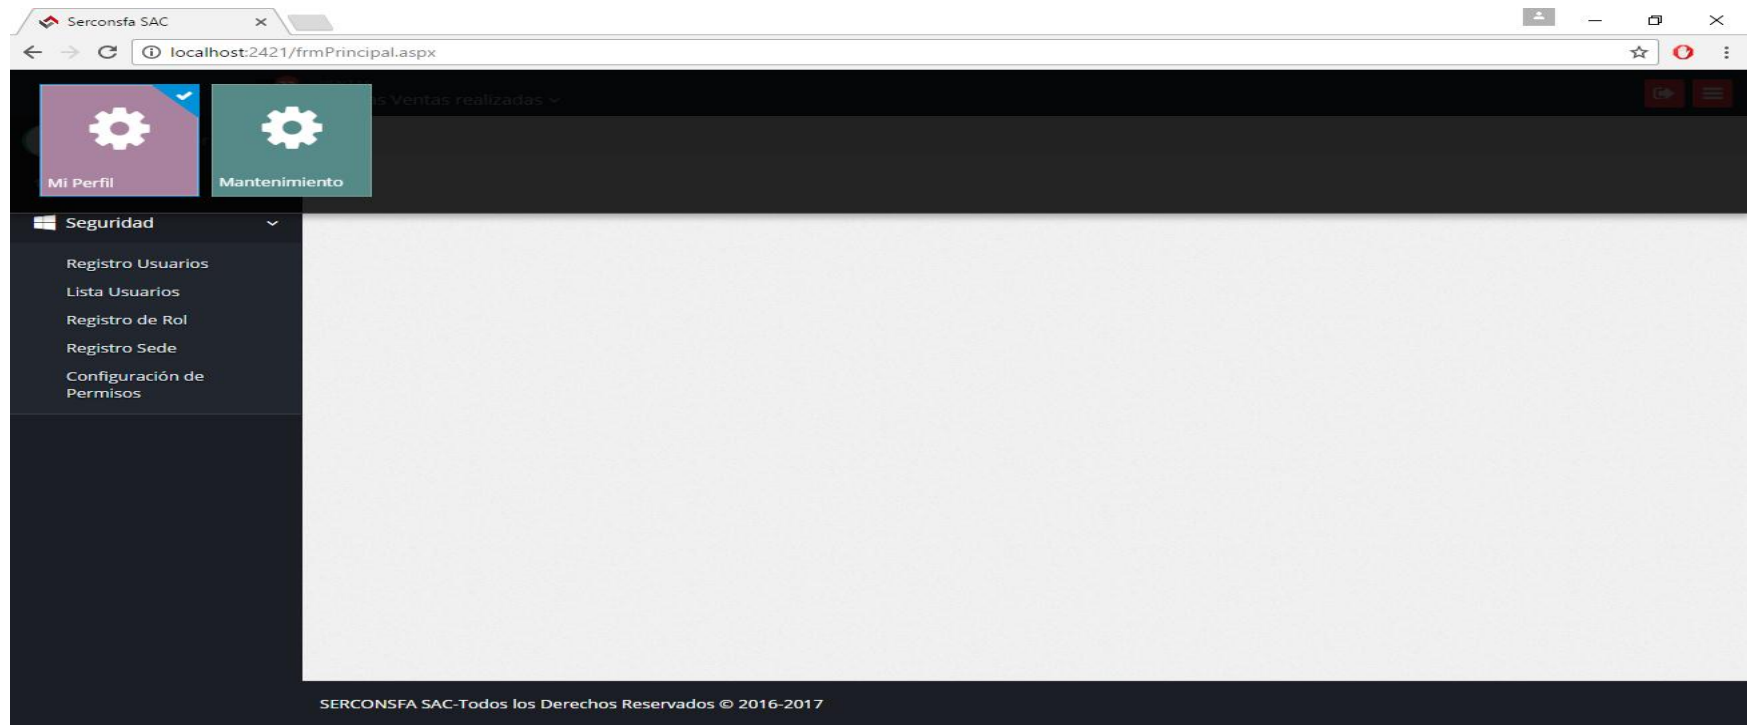 Serconsfa SAC
localhost:2421/frmPrincipal.aspx
as Ventas realizadas
Mi Perfil
Mantenimiento
Seguridad
Registro Usuarios
Lista Usuarios
Registro de Rol
Registro Sede
Configuración de
Permisos
SERCONSFA SAC-Todos los Derechos Reservados © 2016-2017